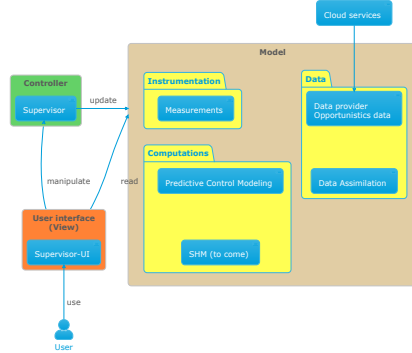 Cloud services
Model
Controller
Supervisor
update
Instrumentation
Measurements
Data
Data provider
Opportunistics data
Data Assimilation
Computations
Predictive Control Modeling
SHM (to come)
manipulate
read
User interface
(View)
Supervisor-UI
use
User